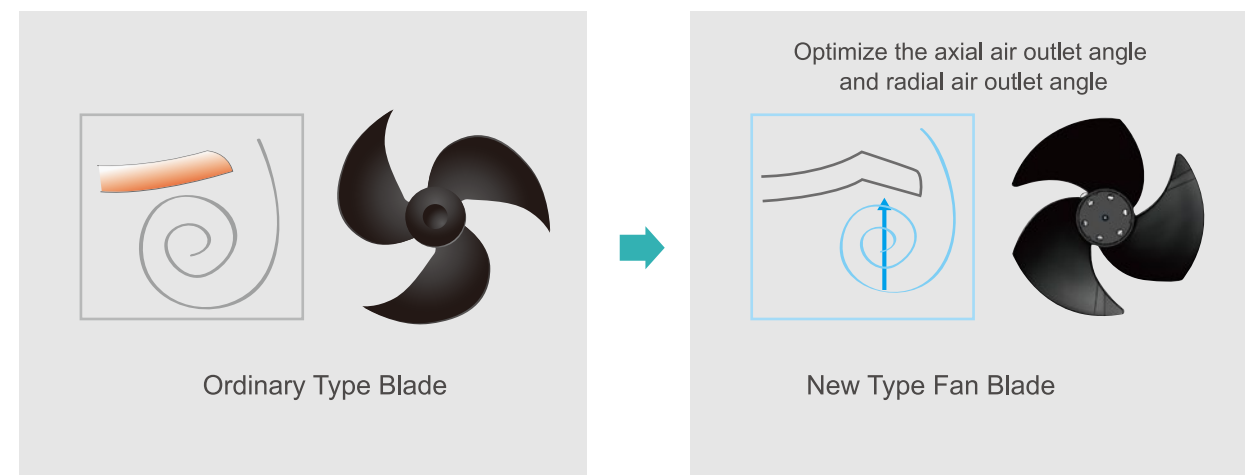 Optimize the axial air outlet angle
and radial air outlet angle
Ordinary Type Blade
New Type Fan Blade